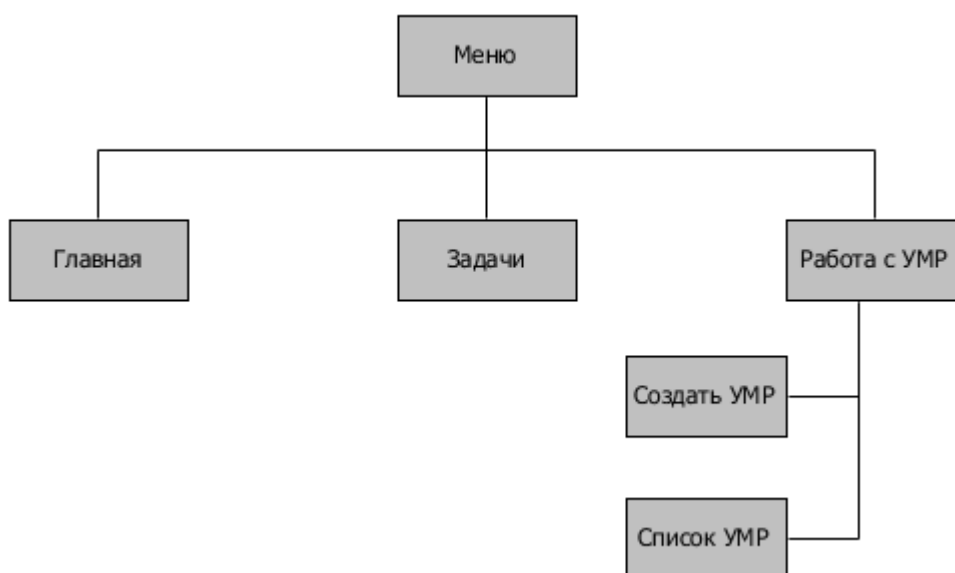 Меню
Главная
Задачи
Работа с УМР
Создать УМР
Список УМР